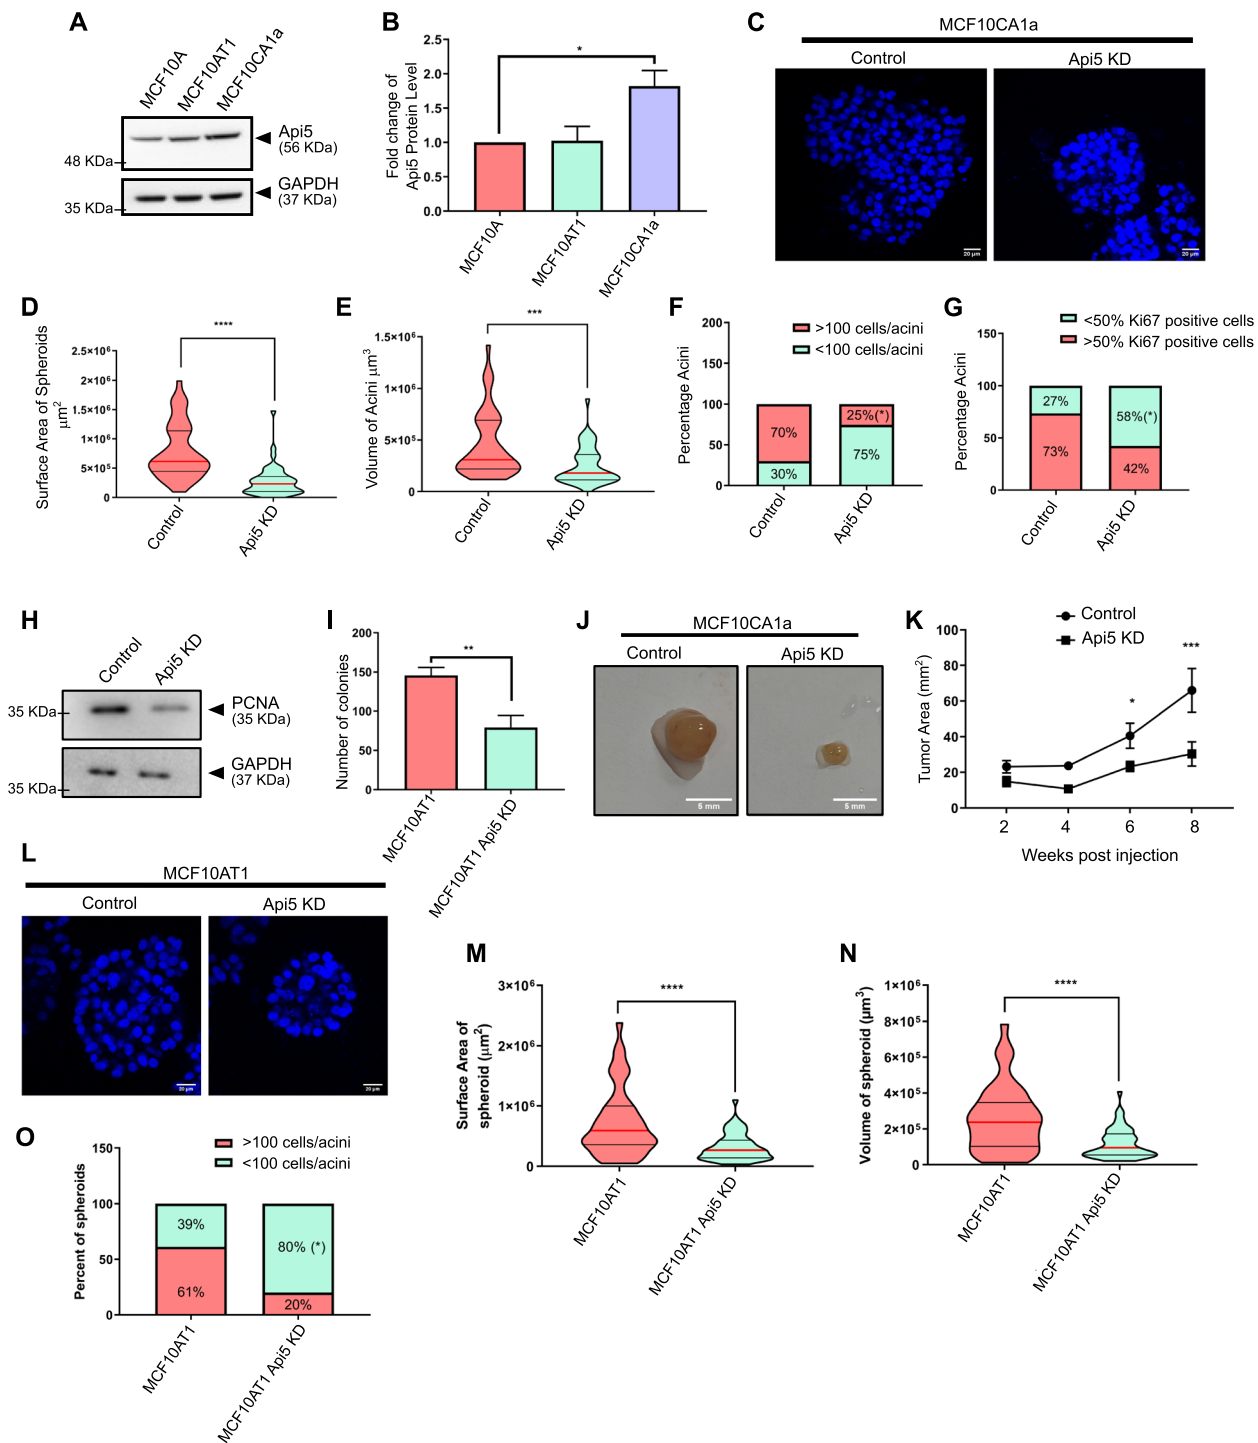 A
MCF10A
MCF10AT1
MCF10CA1a
Api5
(56 KDa)
48 KDa
GAPDH
(37 KDa)
35 KDa
B
Fold change of
Api5 Protein Level
2.5
2.0
1.5
1.0
0.5
0.0
*
MCF10A
MCF10AT1
MCF10CA1a
C
MCF10CA1a
Control
Api5 KD
20 µm
20 µm
D
Surface Area of Spheroids
µm²
2.5×10⁶
2×10⁶
1.5×10⁶
1×10⁶
5×10⁵
0
****
Control
Api5 KD
E
Volume of Acini µm³
1.5×10⁶
1×10⁶
5×10⁵
0
***
Control
Api5 KD
F
>100 cells/acini
<100 cells/acini
Percentage Acini
200
150
100
50
0
70%
30%
25%(*)
75%
Control
Api5 KD
G
<50% Ki67 positive cells
>50% Ki67 positive cells
Percentage Acini
150
100
50
0
27%
73%
58%(*)
42%
Control
Api5 KD
H
Control
Api5 KD
35 KDa
PCNA
(35 KDa)
GAPDH
(37 KDa)
35 KDa
I
Number of colonies
200
150
100
50
0
**
MCF10AT1
MCF10AT1 Api5 KD
J
MCF10CA1a
Control
Api5 KD
5 mm
5 mm
K
Control
Api5 KD
Tumor Area (mm²)
100
80
60
40
20
0
*
***
2 4 6 8
Weeks post injection
L
MCF10AT1
Control
Api5 KD
20 µm
20 µm
M
Surface Area of
spheroid (µm²)
3×10⁶
2×10⁶
1×10⁶
0
****
MCF10AT1
MCF10AT1 Api5 KD
N
Volume of spheroid (µm³)
1×10⁶
8×10⁵
6×10⁵
4×10⁵
2×10⁵
0
****
MCF10AT1
MCF10AT1 Api5 KD
O
>100 cells/acini
<100 cells/acini
Percent of spheroids
150
100
50
0
39%
61%
80% (*)
20%
MCF10AT1
MCF10AT1 Api5 KD